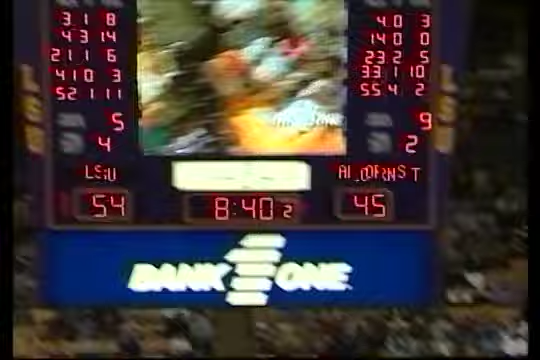 3 1 8
4 0 3
4 3 14
14 0 0
21 1 6
23 2 5
41 0 3
33 1 10
52 1 11
55 4 2
5
9
4
2
LSU
LSU
LSU
54
8:40 2
45
BANK ONE